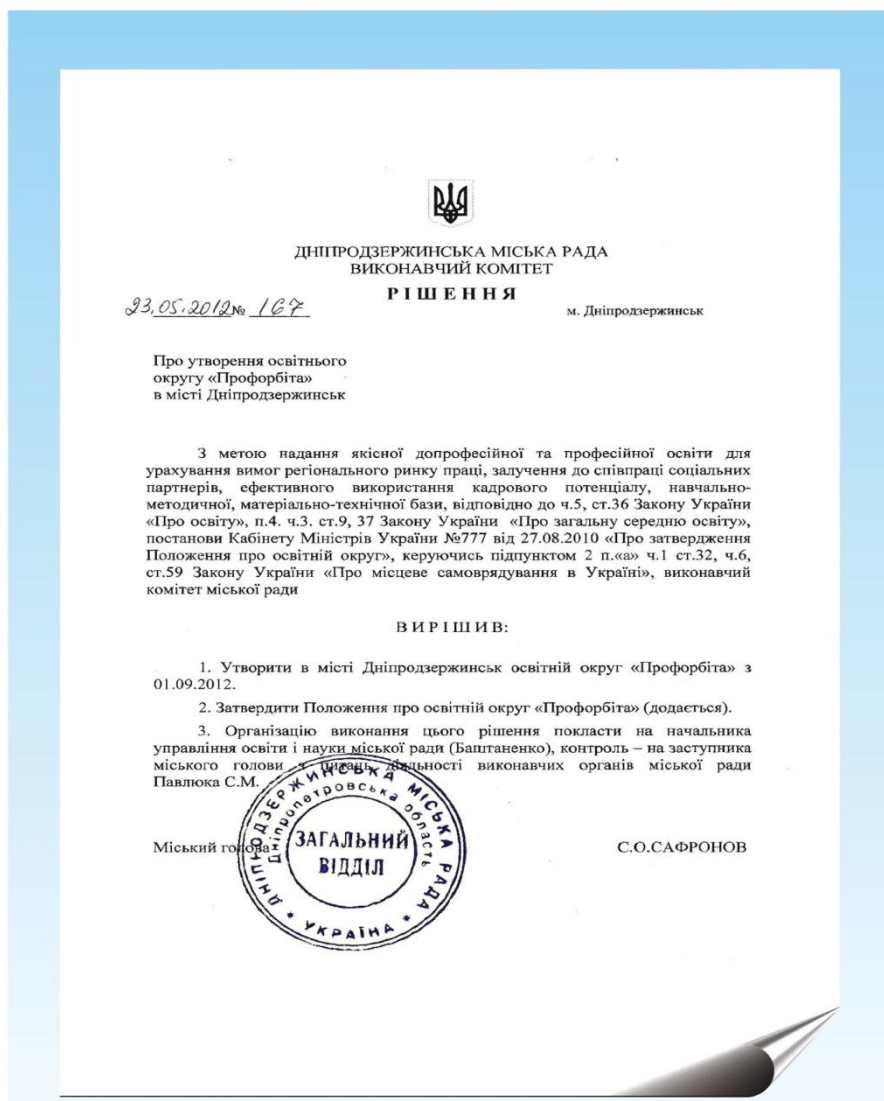 ДНІПРОДЗЕРЖИНСЬКА МІСЬКА РАДА
ВИКОНАВЧИЙ КОМІТЕТ
РІШЕННЯ
23.05.2012 № 167
м. Дніпродзержинськ
Про утворення освітнього
округу «Профорбіта»
в місті Дніпродзержинськ
З метою надання якісної допрофесійної та професійної освіти для
урахування вимог регіонального ринку праці, залучення до співпраці соціальних
партнерів, ефективного використання кадрового потенціалу, навчально-
методичної, матеріально-технічної бази, відповідно до ч.5, ст.36 Закону України
«Про освіту», п.4. ч.3. ст.9, 37 Закону України «Про загальну середню освіту»,
постанови Кабінету Міністрів України №777 від 27.08.2010 «Про затвердження
Положення про освітній округ», керуючись підпунктом 2 п.«а» ч.1 ст.32, ч.6,
ст.59 Закону України «Про місцеве самоврядування в Україні», виконавчий
комітет міської ради
ВИРІШИВ:
1. Утворити в місті Дніпродзержинськ освітній округ «Профорбіта» з
01.09.2012.
2. Затвердити Положення про освітній округ «Профорбіта» (додається).
3. Організацію виконання цього рішення покласти на начальника
управління освіти і науки міської ради (Баштаненко), контроль – на заступника
міського голови з питань діяльності виконавчих органів міської ради
Павлюка С.М.
Міський голова
С.О.САФРОНОВ
ДНІПРОДЗЕРЖИНСЬКА МІСЬКА РАДА
Дніпропетровська область
ЗАГАЛЬНИЙ
ВІДДІЛ
* УКРАЇНА *